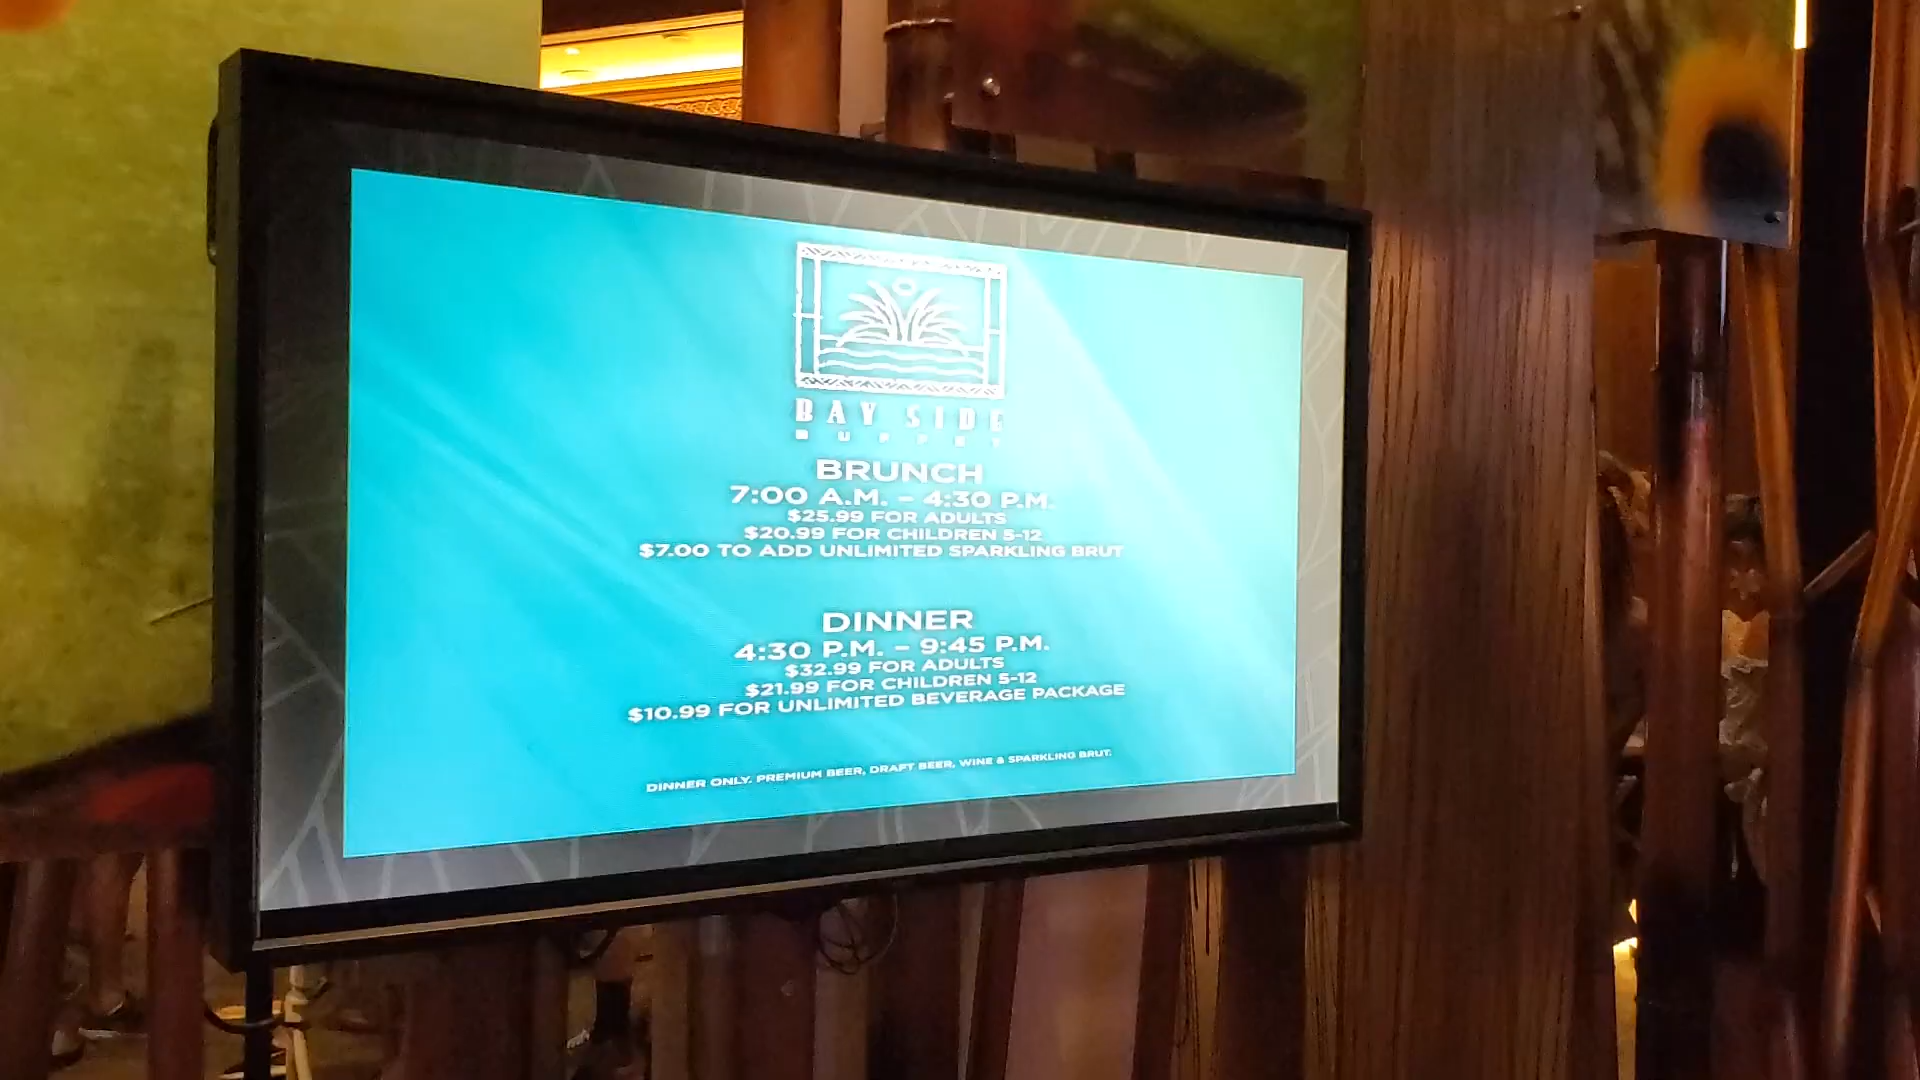 BAY SIDE
BUFFET
BRUNCH
7:00 A.M. – 4:30 P.M.
$25.99 FOR ADULTS
$20.99 FOR CHILDREN 5-12
$7.00 TO ADD UNLIMITED SPARKLING BRUT
DINNER
4:30 P.M. – 9:45 P.M.
$32.99 FOR ADULTS
$21.99 FOR CHILDREN 5-12
$10.99 FOR UNLIMITED BEVERAGE PACKAGE
DINNER ONLY. PREMIUM BEER, DRAFT BEER, WINE & SPARKLING BRUT.